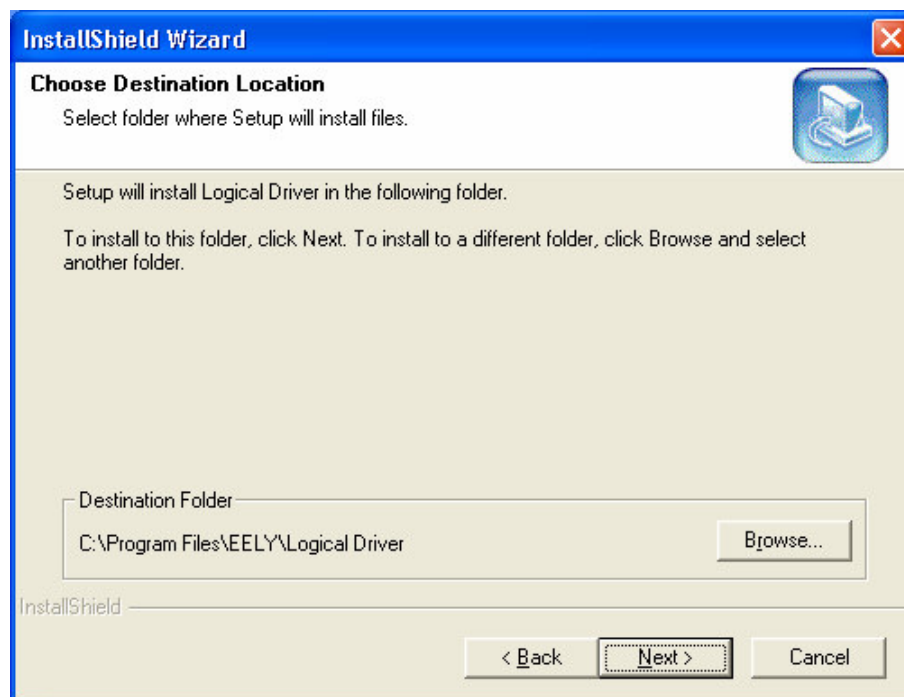 InstallShield Wizard
Choose Destination Location
Select folder where Setup will install files.
Setup will install Logical Driver in the following folder.
To install to this folder, click Next. To install to a different folder, click Browse and select
another folder.
Destination Folder
C:\Program Files\EELY\Logical Driver
Browse...
InstallShield
< Back
Next >
Cancel